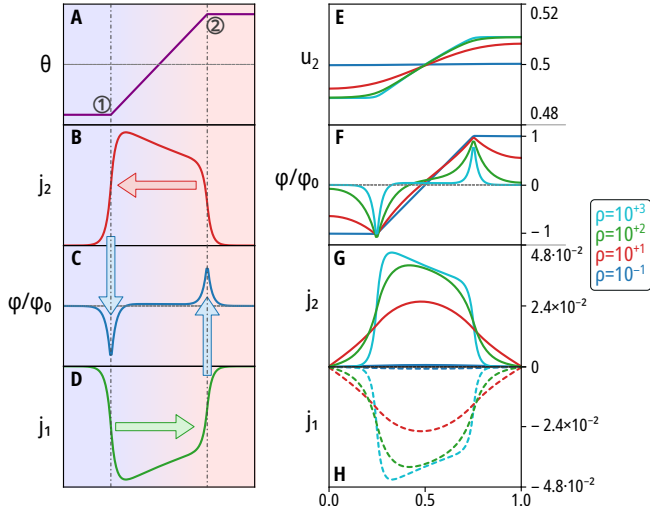 A
θ
①
②
B
j₂
C
φ/φ₀
D
j₁
E
u₂
0.52
0.5
0.48
F
φ/φ₀
1
0
− 1
G
j₂
4.8·10⁻²
2.4×10⁻²
0
j₁
− 2.4×10⁻²
H
− 4.8·10⁻²
0.0
0.5
1.0
ρ=10⁺³
ρ=10⁺²
ρ=10⁺¹
ρ=10⁻¹